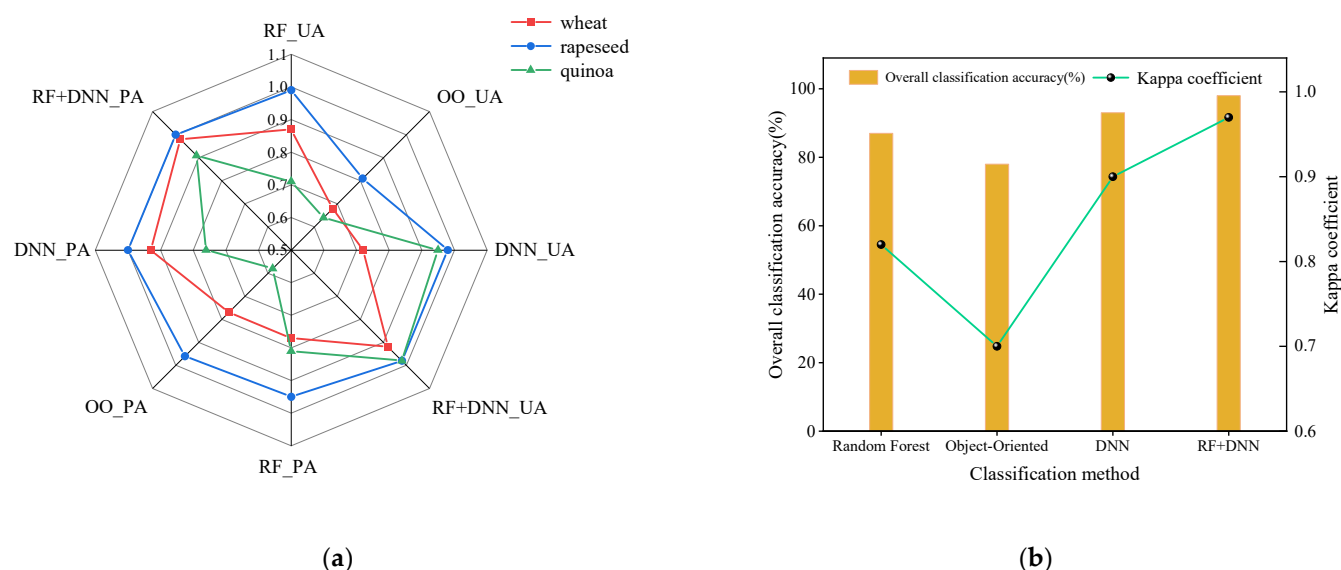 wheat
rapeseed
quinoa
RF_UA
OO_UA
DNN_UA
RF+DNN_UA
RF_PA
OO_PA
DNN_PA
RF+DNN_PA
1.1
1.0
0.9
0.8
0.7
0.6
0.5
(a)
Overall classification accuracy(%)
Kappa coefficient
Overall classification accuracy(%)
100
80
60
40
20
0
1.0
0.9
0.8
0.7
0.6
Kappa coefficient
Random Forest
Object-Oriented
DNN
RF+DNN
Classification method
(b)